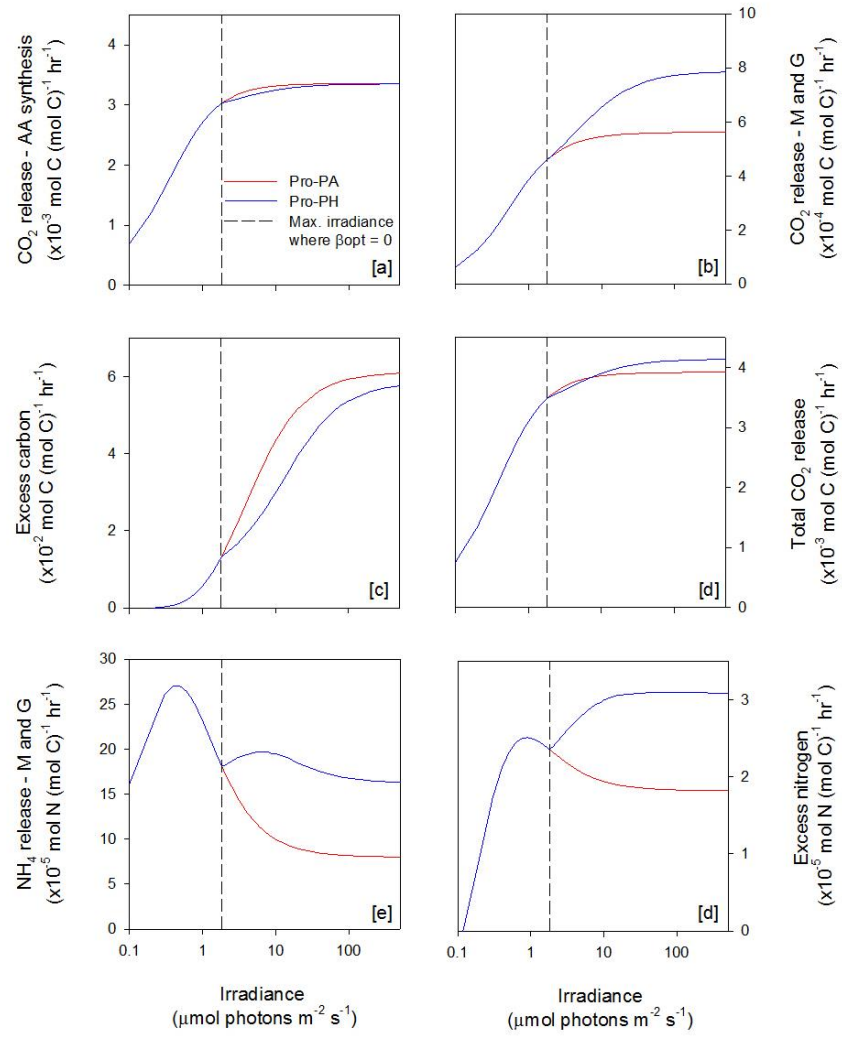 CO₂ release - AA synthesis
(x10⁻³ mol C (mol C)⁻¹ hr⁻¹)
4
3
2
1
0
Pro-PA
Pro-PH
Max. irradiance
where βopt = 0
[a]
10
8
6
4
2
0
[b]
CO₂ release - M and G
(x10⁻⁴ mol C (mol C)⁻¹ hr⁻¹)
Excess carbon
(x10⁻² mol C (mol C)⁻¹ hr⁻¹)
6
4
2
0
[c]
4
3
2
1
0
[d]
Total CO₂ release
(x10⁻³ mol C (mol C)⁻¹ hr⁻¹)
NH₄ release - M and G
(x10⁻⁵ mol N (mol C)⁻¹ hr⁻¹)
30
25
20
15
10
5
0
[e]
0.1 1 10 100
Irradiance
(μmol photons m⁻² s⁻¹)
3
2
1
0
[d]
Excess nitrogen
(x10⁻⁵ mol N (mol C)⁻¹ hr⁻¹)
0.1 1 10 100
Irradiance
(μmol photons m⁻² s⁻¹)